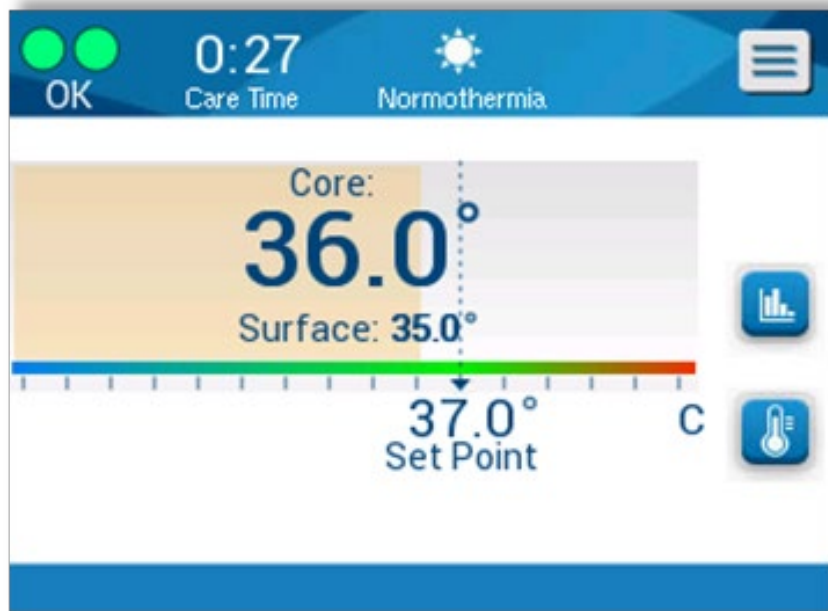 OK
0:27
Care Time
Normothermia
Core:
36.0°
Surface: 35.0°
37.0°
Set Point
C